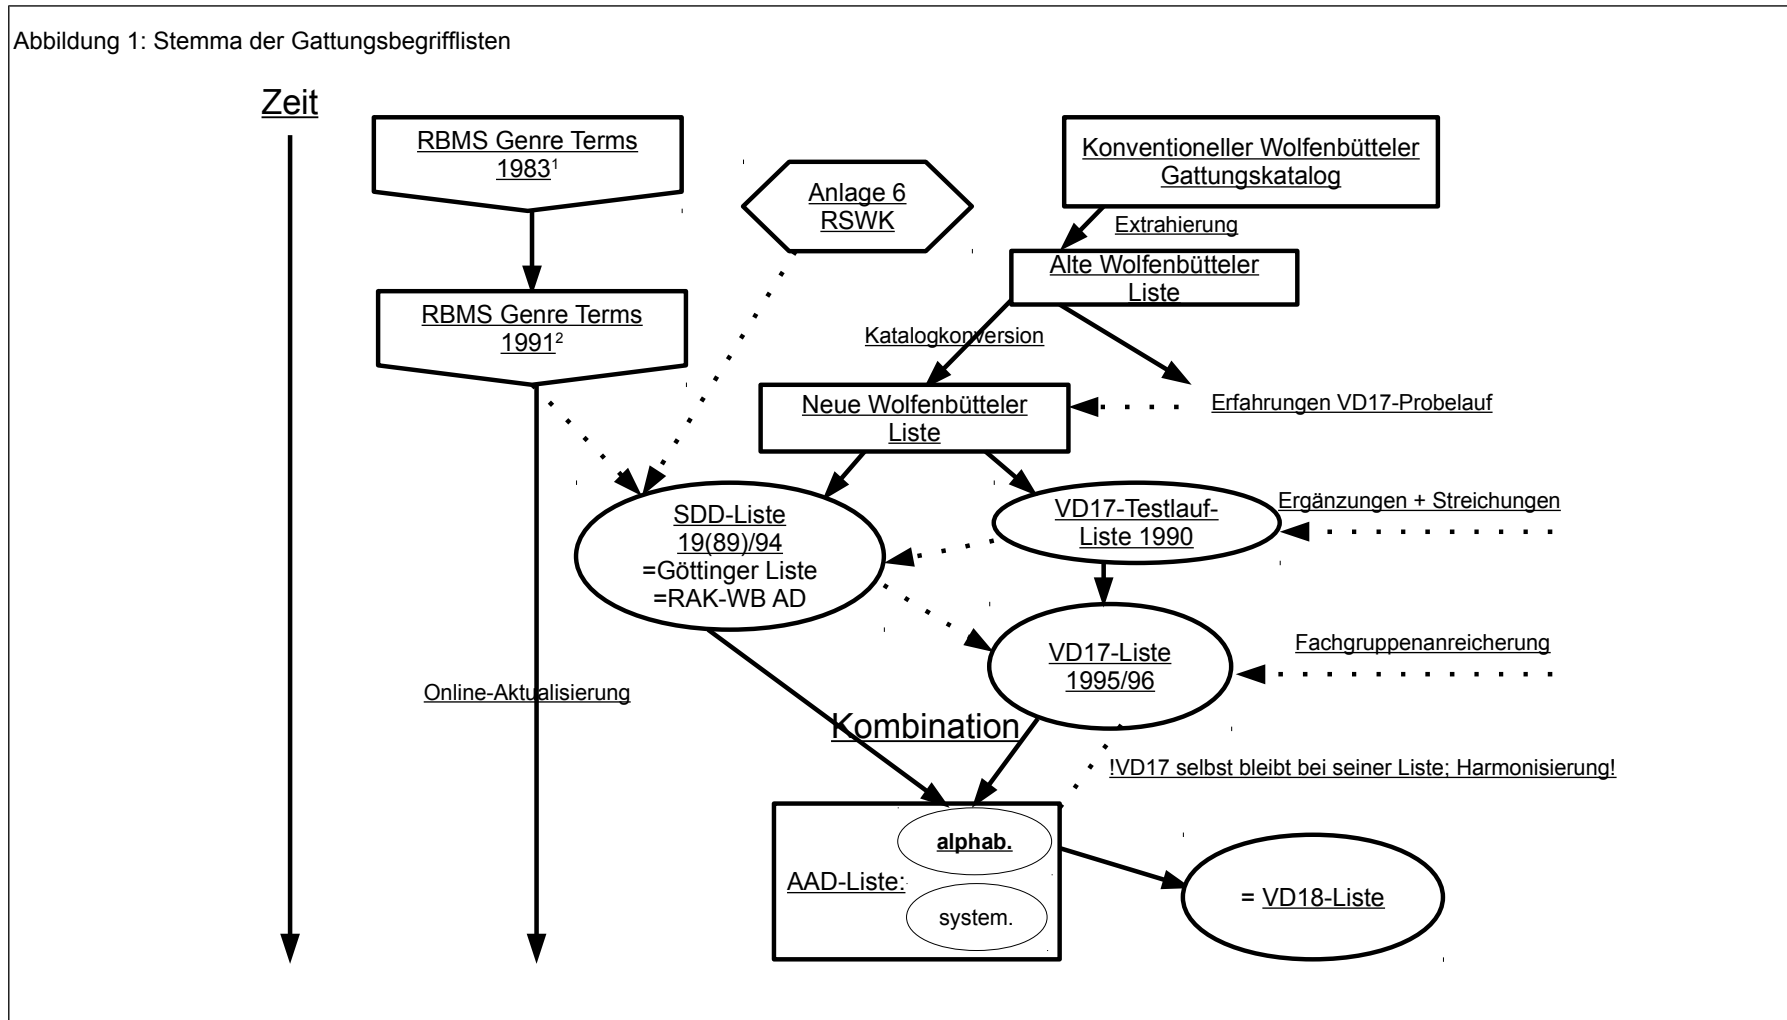 Abbildung 1: Stemma der Gattungsbegrifflisten
Zeit
RBMS Genre Terms
1983¹
Konventioneller Wolfenbütteler
Gattungskatalog
Anlage 6
RSWK
Extrahierung
Alte Wolfenbütteler
Liste
RBMS Genre Terms
1991²
Katalogkonversion
Neue Wolfenbütteler
Liste
Erfahrungen VD17-Probelauf
SDD-Liste
19(89)/94
=Göttinger Liste
=RAK-WB AD
VD17-Testlauf-
Liste 1990
Ergänzungen + Streichungen
VD17-Liste
1995/96
Fachgruppenanreicherung
Online-Aktualisierung
Kombination
!VD17 selbst bleibt bei seiner Liste; Harmonisierung!
alphab.
AAD-Liste:
system.
= VD18-Liste